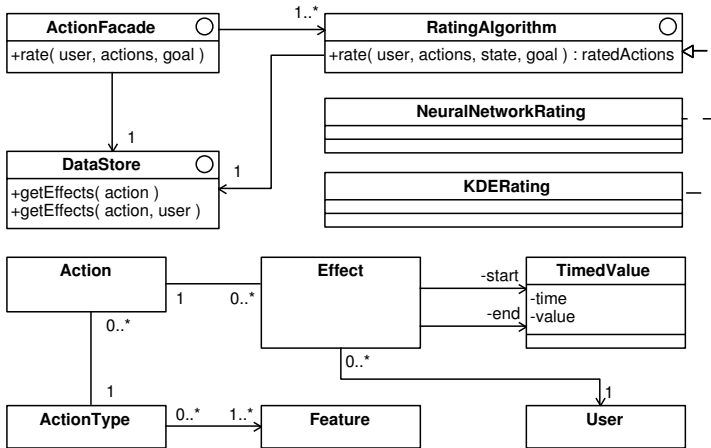 ActionFacade
+rate( user, actions, goal )
1..*
RatingAlgorithm
+rate( user, actions, state, goal ) : ratedActions
1
1
DataStore
+getEffects( action )
+getEffects( action, user )
NeuralNetworkRating
KDERating
Action
1
0..*
Effect
-start
-end
TimedValue
-time
-value
0..*
1
0..*
1
ActionType
0..*
1..*
Feature
User